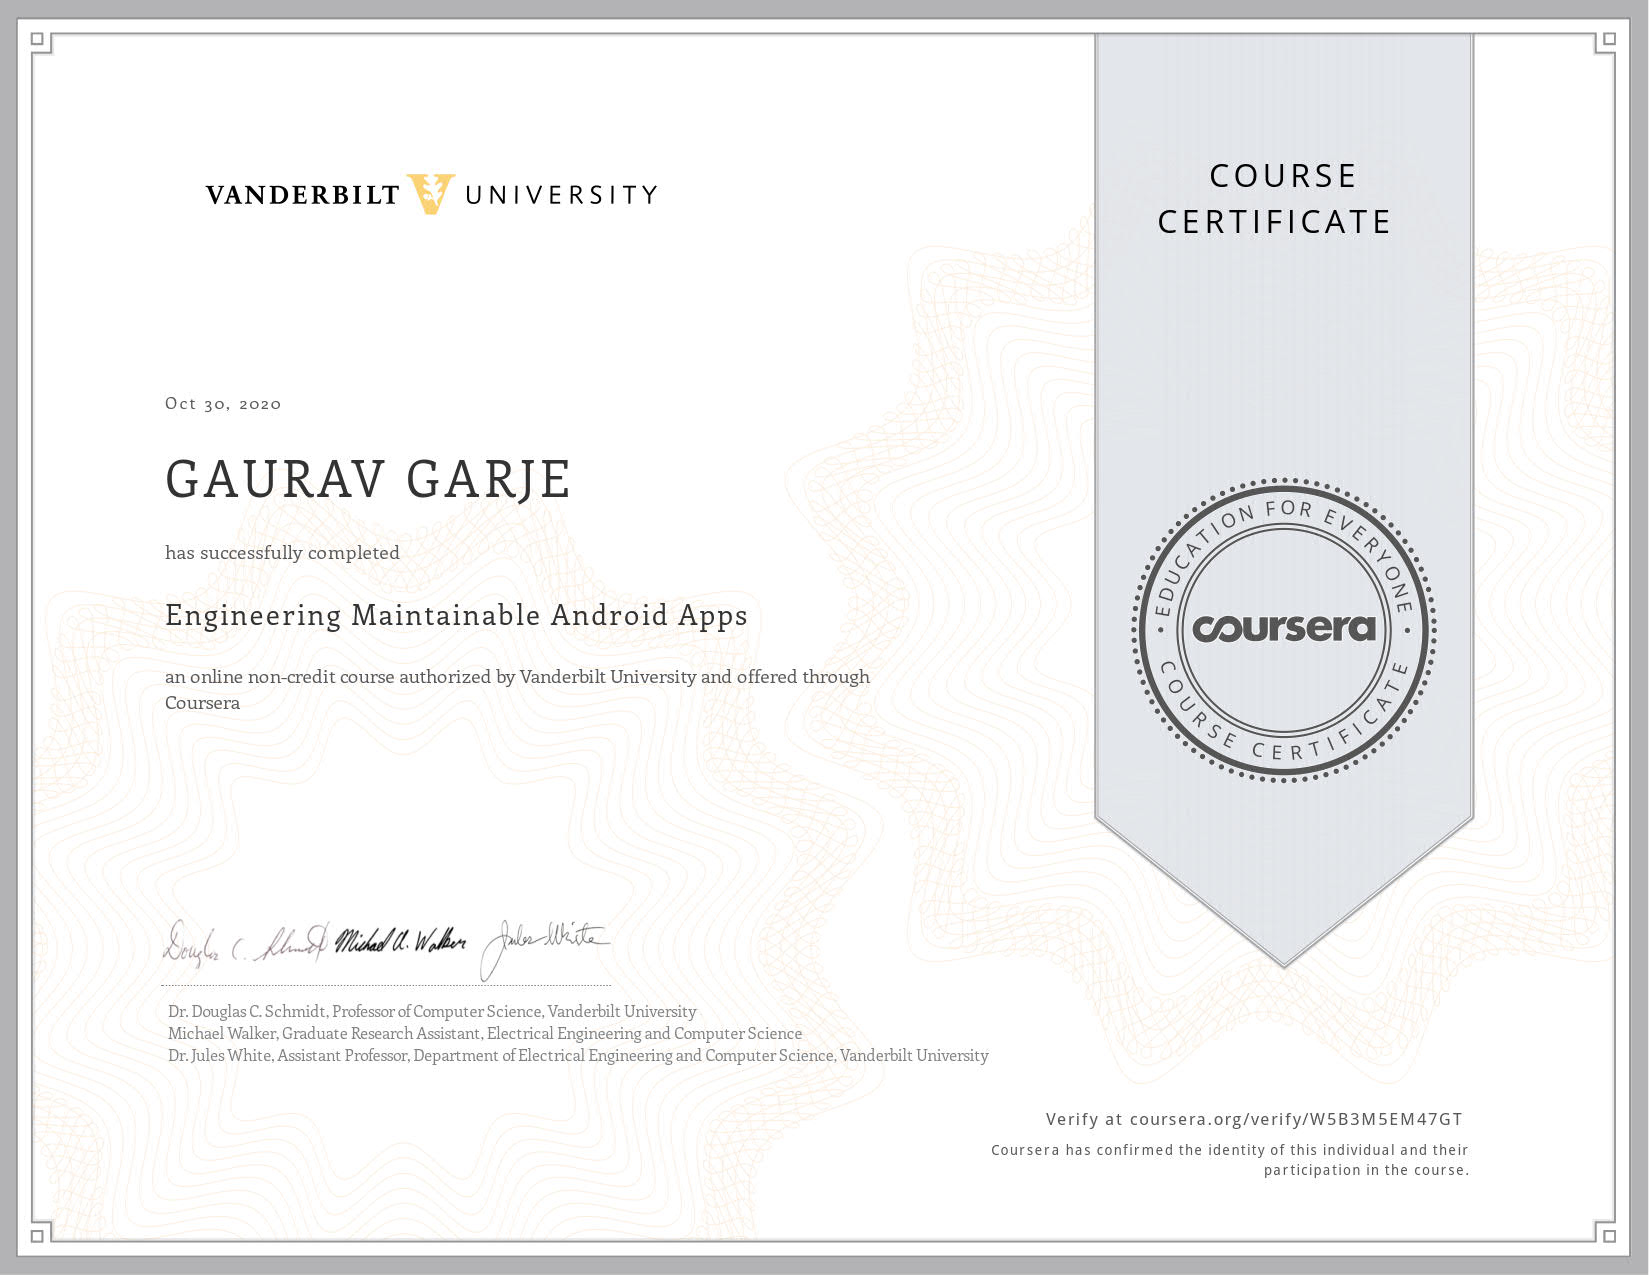 VANDERBILT UNIVERSITY
COURSE
CERTIFICATE
Oct 30, 2020
GAURAV GARJE
has successfully completed
Engineering Maintainable Android Apps
an online non-credit course authorized by Vanderbilt University and offered through
Coursera
EDUCATION FOR EVERYONE
coursera
COURSE CERTIFICATE
Douglas C. Schmidt Michael A. Walker Jules White
Dr. Douglas C. Schmidt, Professor of Computer Science, Vanderbilt University
Michael Walker, Graduate Research Assistant, Electrical Engineering and Computer Science
Dr. Jules White, Assistant Professor, Department of Electrical Engineering and Computer Science, Vanderbilt University
Verify at coursera.org/verify/W5B3M5EM47GT
Coursera has confirmed the identity of this individual and their
participation in the course.